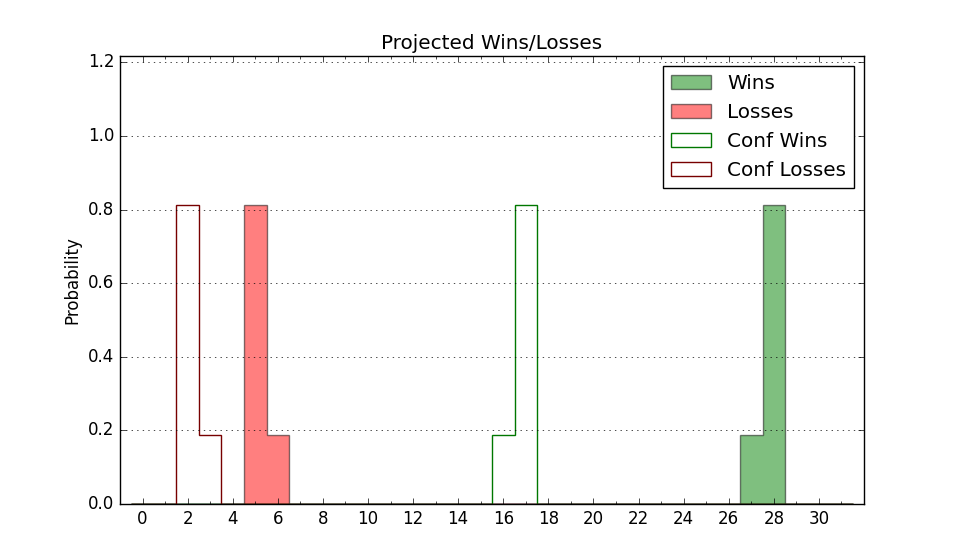 Projected Wins/Losses
1.2
1.0
0.8
0.6
0.4
0.2
0.0
Probability
Wins
Losses
Conf Wins
Conf Losses
0 2 4 6 8 10 12 14 16 18 20 22 24 26 28 30